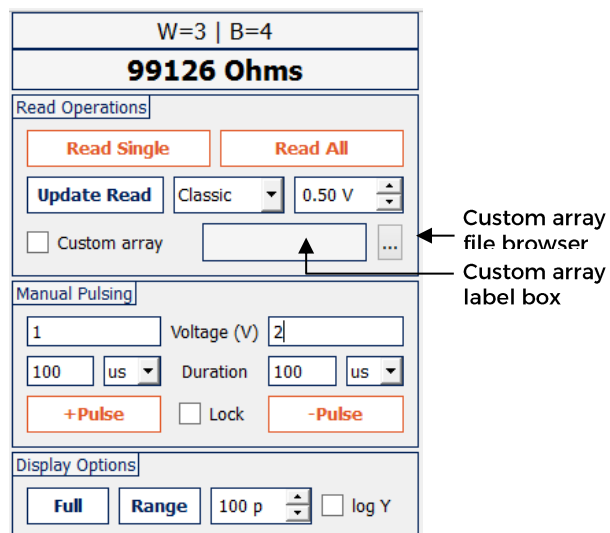 W=3 | B=4
99126 Ohms
Read Operations
Read Single Read All
Update Read Classic 0.50 V
Custom array ...
Custom array
file browser
Custom array
label box
Manual Pulsing
1 Voltage (V) 2
100 us Duration 100 us
+Pulse Lock -Pulse
Display Options
Full Range 100 p log Y